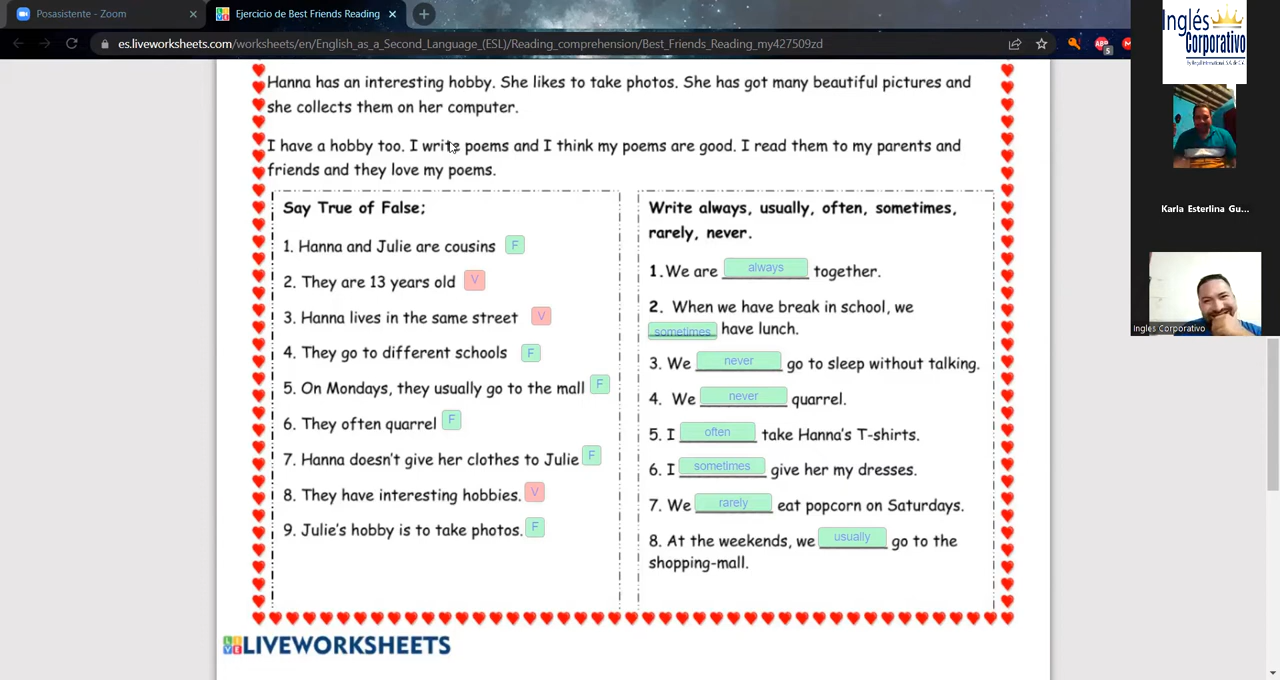 Posasistente - Zoom
Ejercicio de Best Friends Reading
es.liveworksheets.com/worksheets/en/English_as_a_Second_Language_(ESL)/Reading_comprehension/Best_Friends_Reading_my427509zd
ABP
5
Inglés
Corporativo
Karla Esterlina Gu...
Ingles Corporativo
Hanna has an interesting hobby. She likes to take photos. She has got many beautiful pictures and
she collects them on her computer.
I have a hobby too. I write poems and I think my poems are good. I read them to my parents and
friends and they love my poems.
Say True of False;
1. Hanna and Julie are cousins F
2. They are 13 years old V
3. Hanna lives in the same street V
4. They go to different schools F
5. On Mondays, they usually go to the mall F
6. They often quarrel F
7. Hanna doesn't give her clothes to Julie F
8. They have interesting hobbies. V
9. Julie's hobby is to take photos. F
Write always, usually, often, sometimes,
rarely, never.
1. We are always together.
2. When we have break in school, we
sometimes have lunch.
3. We never go to sleep without talking.
4. We never quarrel.
5. I often take Hanna's T-shirts.
6. I sometimes give her my dresses.
7. We rarely eat popcorn on Saturdays.
8. At the weekends, we usually go to the
shopping-mall.
LIVEWORKSHEETS